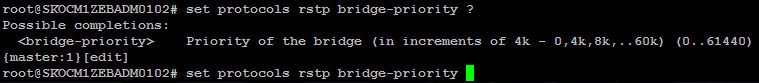 root@SKOCM1ZEBADM0102# set protocols rstp bridge-priority ?
Possible completions:
  <bridge-priority>    Priority of the bridge (in increments of 4k - 0,4k,8k,..60k) (0..61440)
{master:1}[edit]
root@SKOCM1ZEBADM0102# set protocols rstp bridge-priority